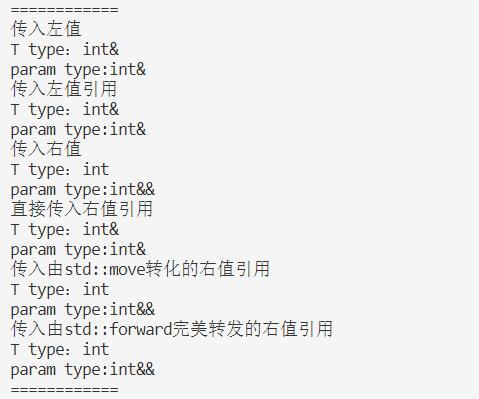 ============
传入左值
T type：int&
param type:int&
传入左值引用
T type：int&
param type:int&
传入右值
T type：int
param type:int&&
直接传入右值引用
T type：int&
param type:int&
传入由std::move转化的右值引用
T type：int
param type:int&&
传入由std::forward完美转发的右值引用
T type：int
param type:int&&
============